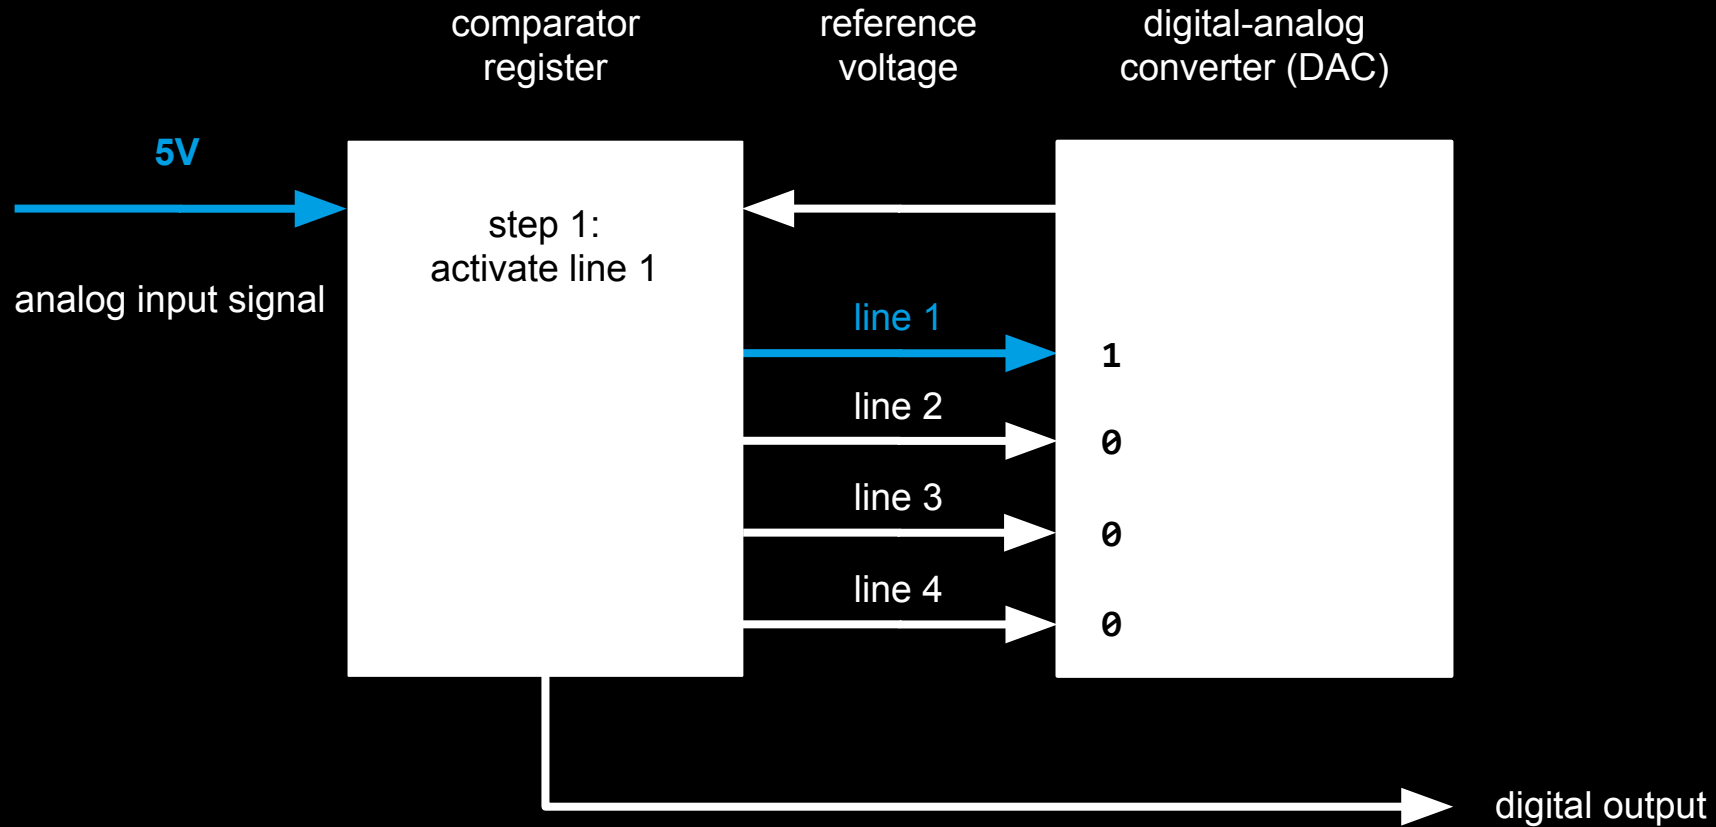 comparator
register
reference
voltage
digital-analog
converter (DAC)
5V
analog input signal
step 1:
activate line 1
line 1
1
line 2
0
line 3
0
line 4
0
digital output